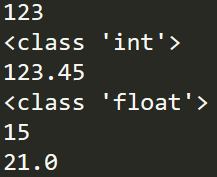 123
<class 'int'>
123.45
<class 'float'>
15
21.0